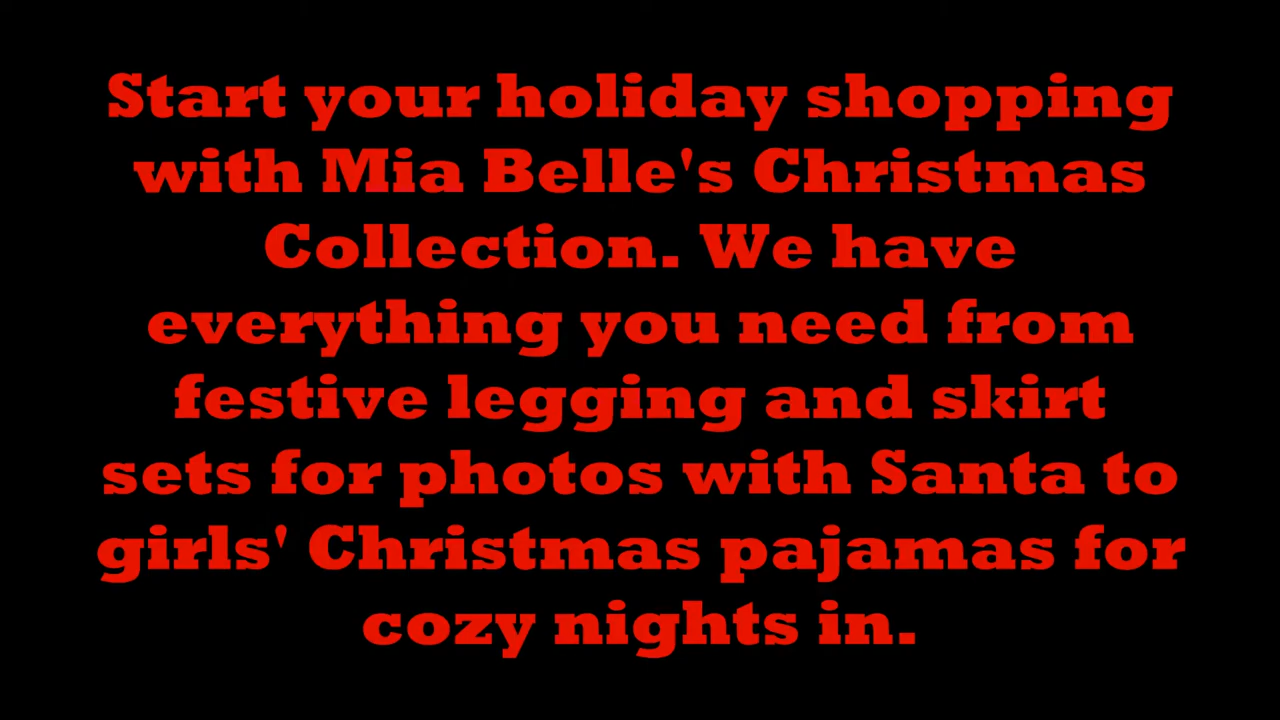 Start your holiday shopping
with Mia Belle's Christmas
Collection. We have
everything you need from
festive legging and skirt
sets for photos with Santa to
girls' Christmas pajamas for
cozy nights in.